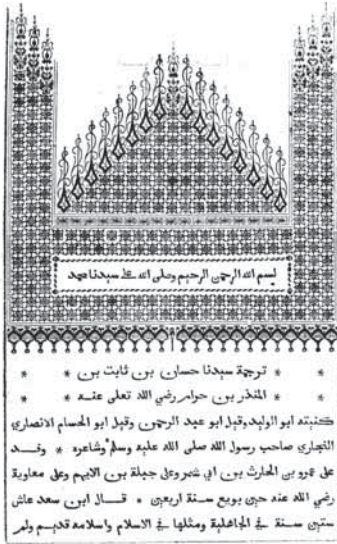 بسم الله الرحمن الرحيم وصلى الله على سيدنا محمد
* * ترجمة سيدنا حسان بن ثابت بن * *
* * المنذر بن حرام رضي الله تعلى عنه * *
كنيته ابو الوليد وقيل ابو عبد الرحمن وقيل ابو الحسام الانصاري
النجاري صاحب رسول الله صلى الله عليه وسلم وشاعره * وفد
على عمرو بن الحارث بن ابي شمر وعلى جبلة بن الايهم وعلى معاوية
رضي الله عنه حين بويع سنة اربعين * قال ابن سعد عاش
ستين سنة في الجاهلية ومثلها في الاسلام واسلامه قديم ولم